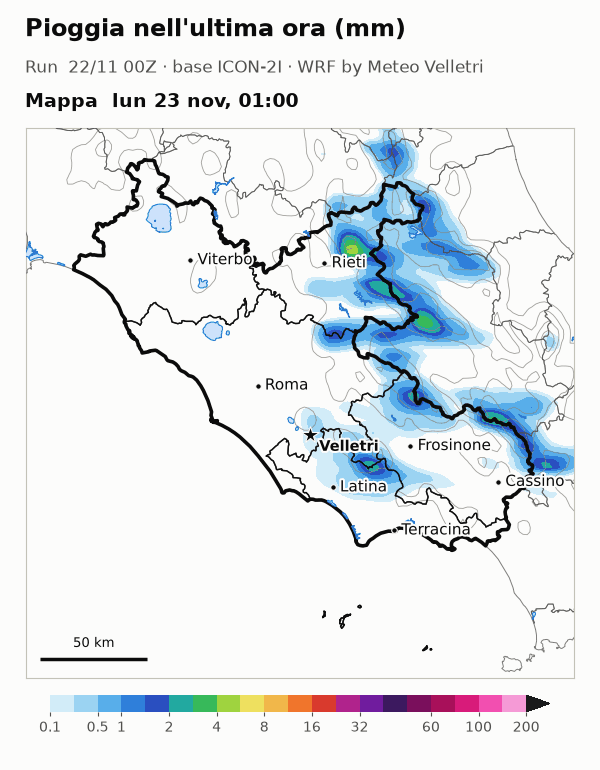 Pioggia nell'ultima ora (mm)
Run 22/11 00Z · base ICON-2I · WRF by Meteo Velletri
Mappa lun 23 nov, 01:00
Viterbo
Rieti
Roma
Velletri
Frosinone
Latina
Cassino
Terracina
50 km
0.1 0.5 1 2 4 8 16 32 60 100 200